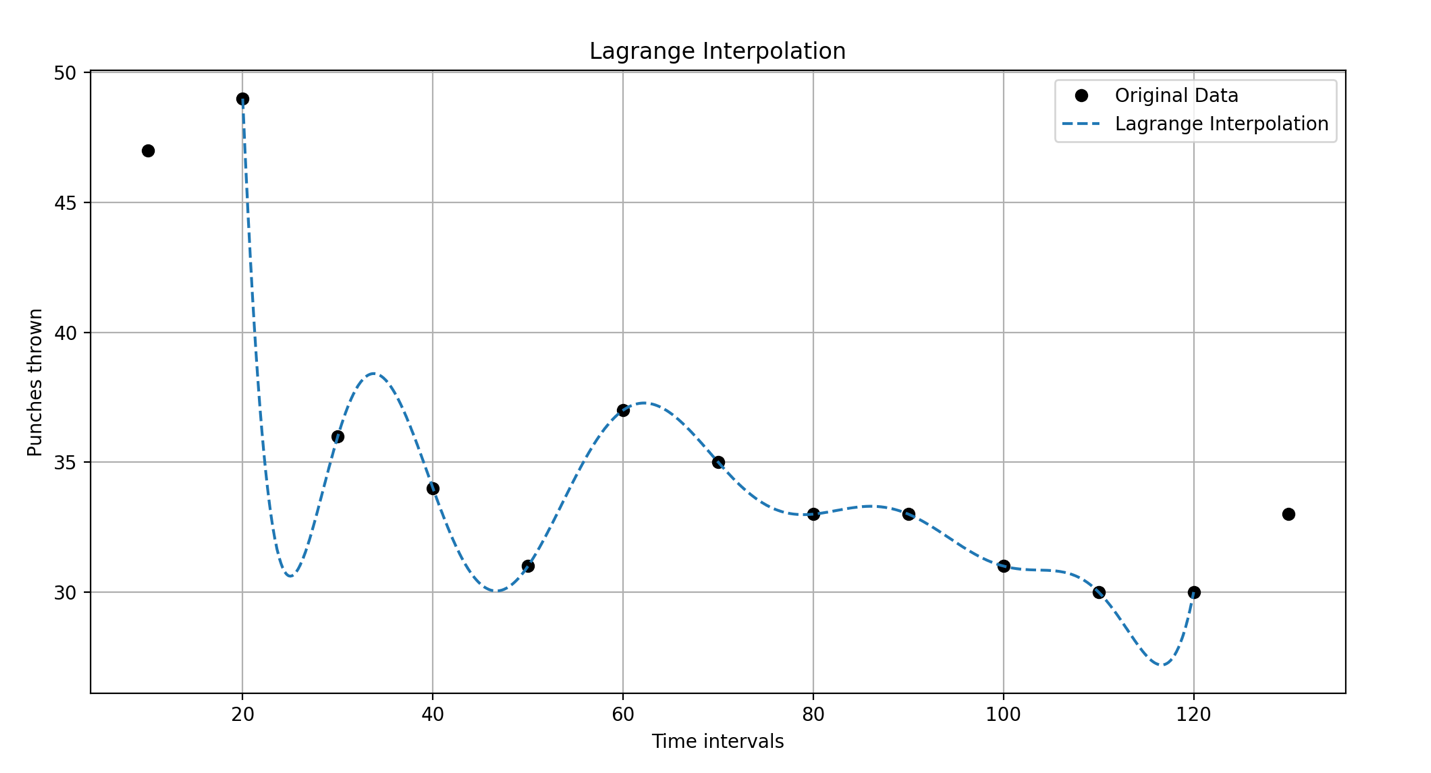 Lagrange Interpolation
Original Data
Lagrange Interpolation
Punches thrown
50
45
40
35
30
20 40 60 80 100 120
Time intervals